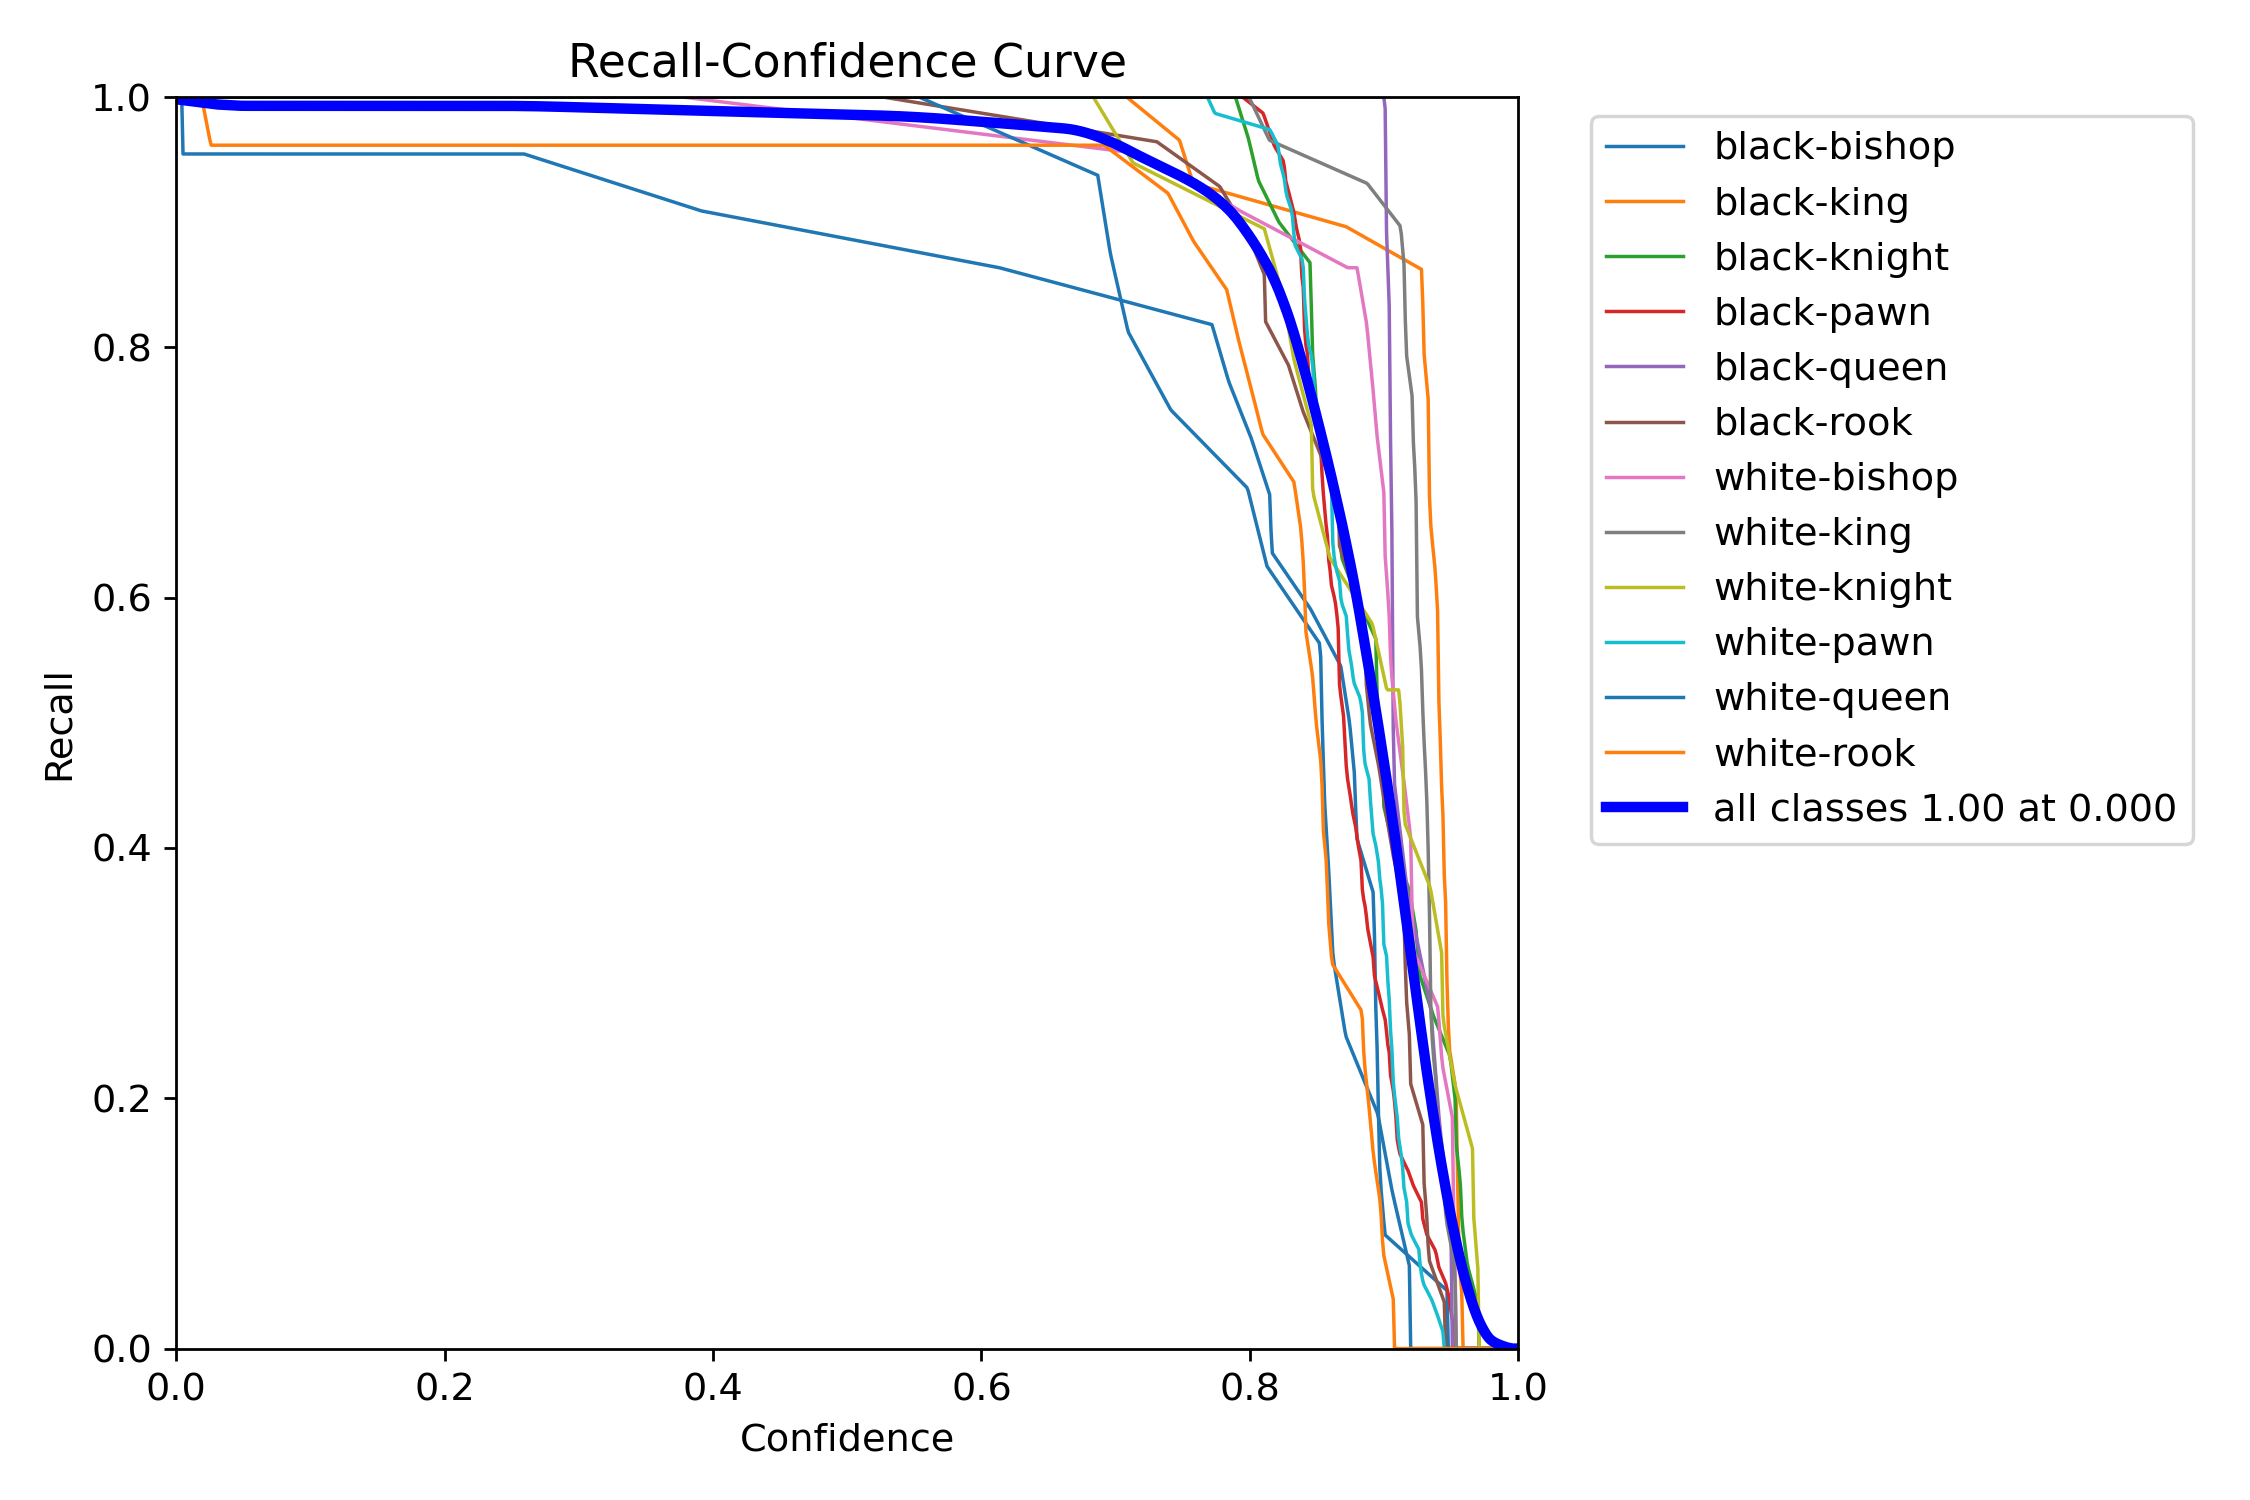 Recall-Confidence Curve
1.0
0.8
0.6
0.4
0.2
0.0
Recall
0.0 0.2 0.4 0.6 0.8 1.0
Confidence
black-bishop
black-king
black-knight
black-pawn
black-queen
black-rook
white-bishop
white-king
white-knight
white-pawn
white-queen
white-rook
all classes 1.00 at 0.000